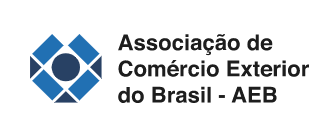 Associação de
Comércio Exterior
do Brasil - AEB